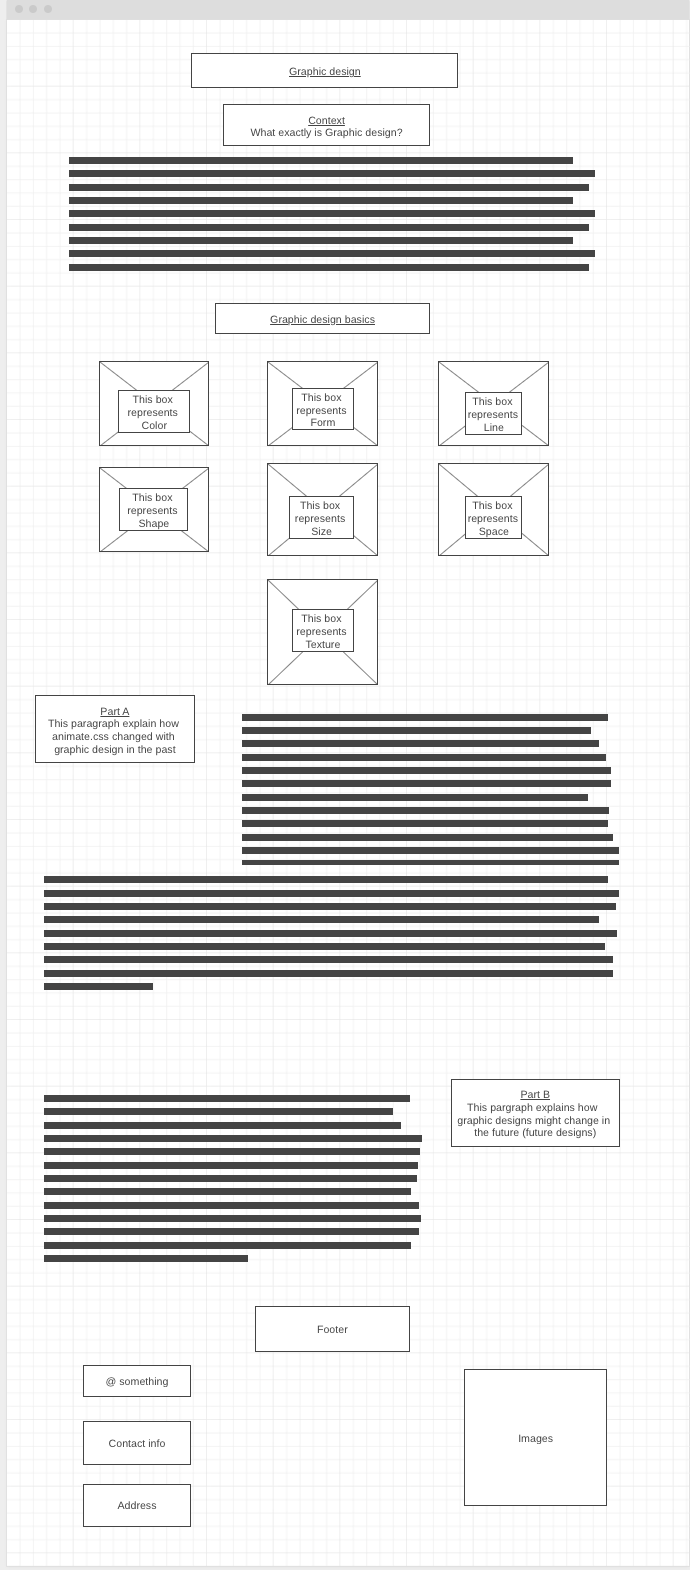 Graphic design
Context
What exactly is Graphic design?
Graphic design basics
This box
represents
Color
This box
represents
Form
This box
represents
Line
This box
represents
Shape
This box
represents
Size
This box
represents
Space
This box
represents
Texture
Part A
This paragraph explain how
animate.css changed with
graphic design in the past
Part B
This pargraph explains how
graphic designs might change in
the future (future designs)
Footer
@ something
Contact info
Address
Images